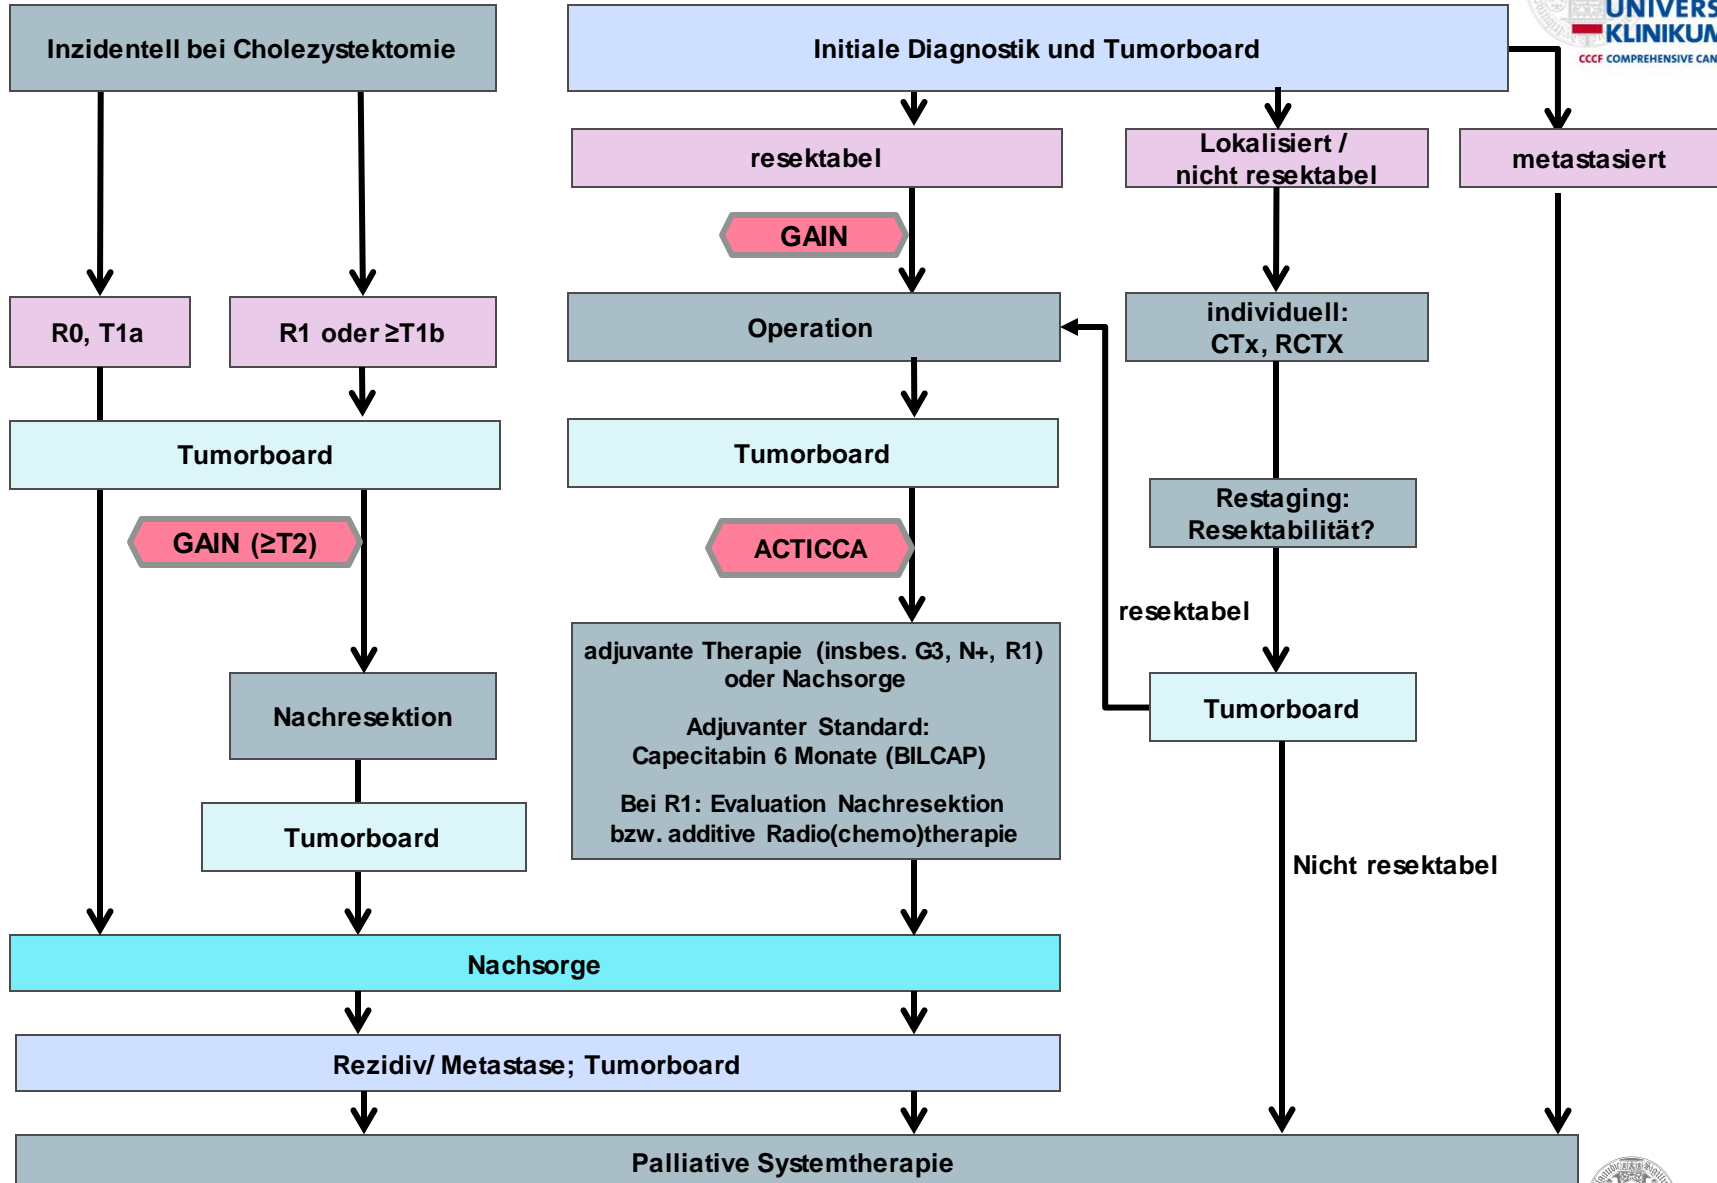 Inzidentell bei Cholezystektomie
Initiale Diagnostik und Tumorboard
KLINIKUM
CCCF COMPREHENSIVE
resektabel
Lokalisiert /
nicht resektabel
metastasiert
GAIN
R0, T1a
R1 oder ≥T1b
Operation
individuell:
CTx, RCTX
Tumorboard
Tumorboard
Restaging:
Resektabilität?
GAIN (≥T2)
ACTICCA
resektabel
adjuvante Therapie (insbes. G3, N+, R1)
oder Nachsorge
Adjuvanter Standard:
Capecitabin 6 Monate (BILCAP)
Bei R1: Evaluation Nachresektion
bzw. additive Radio(chemo)therapie
Nachresektion
Tumorboard
Tumorboard
Nicht resektabel
Nachsorge
Rezidiv/ Metastase; Tumorboard
Palliative Systemtherapie